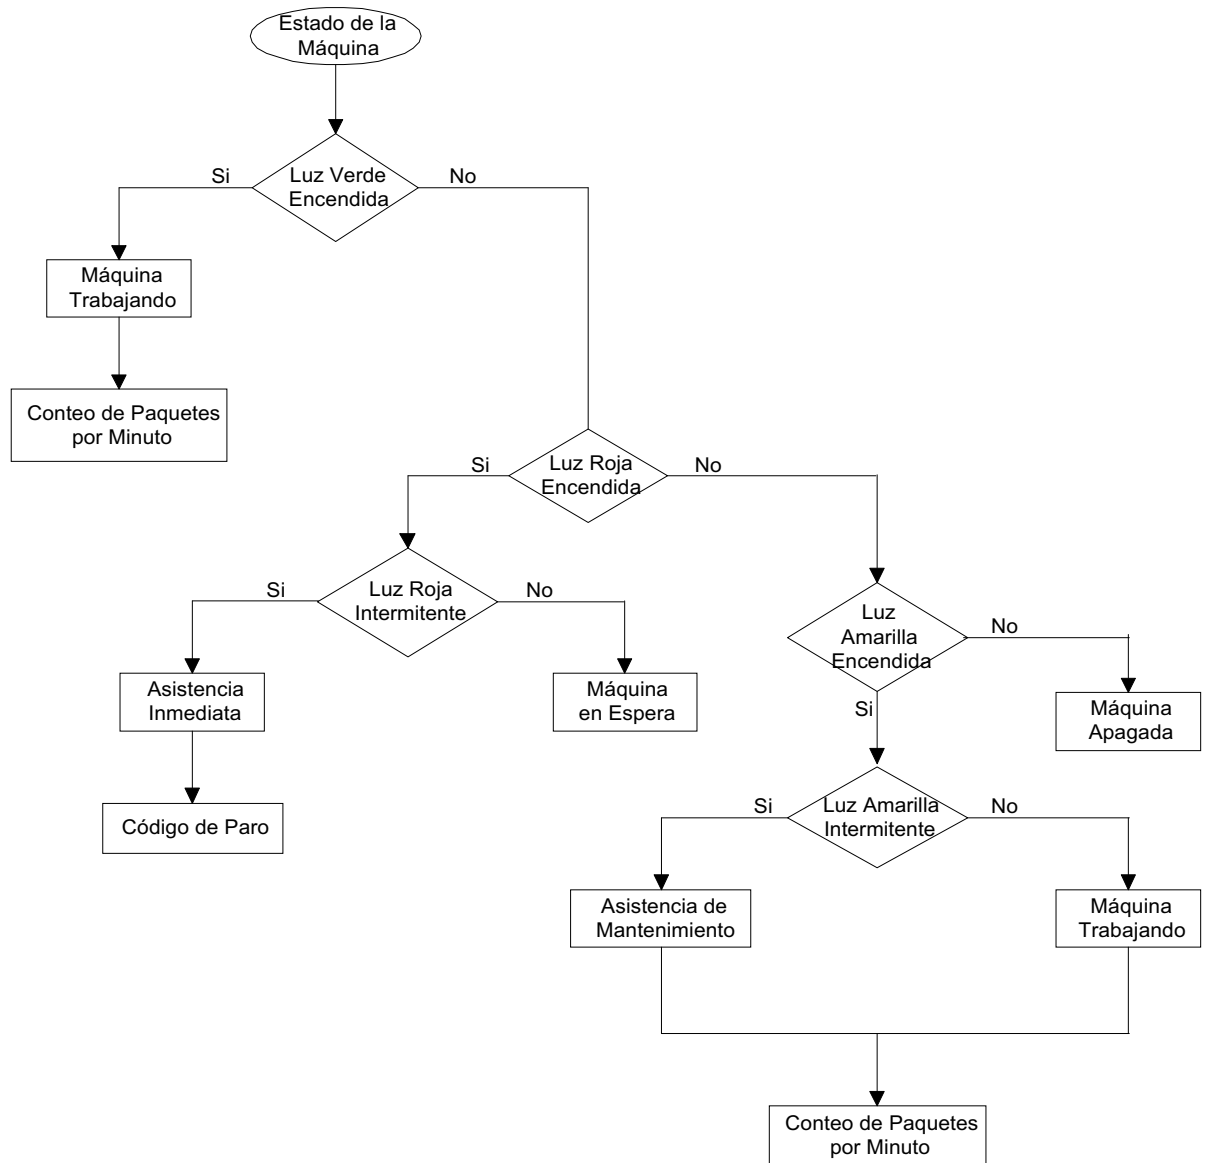 Estado de la
Máquina
Si
Luz Verde
Encendida
No
Máquina
Trabajando
Conteo de Paquetes
por Minuto
Si
Luz Roja
Encendida
No
Si
Luz Roja
Intermitente
No
Luz
Amarilla
Encendida
No
Asistencia
Inmediata
Máquina
en Espera
Si
Máquina
Apagada
Código de Paro
Si
Luz Amarilla
Intermitente
No
Asistencia de
Mantenimiento
Máquina
Trabajando
Conteo de Paquetes
por Minuto